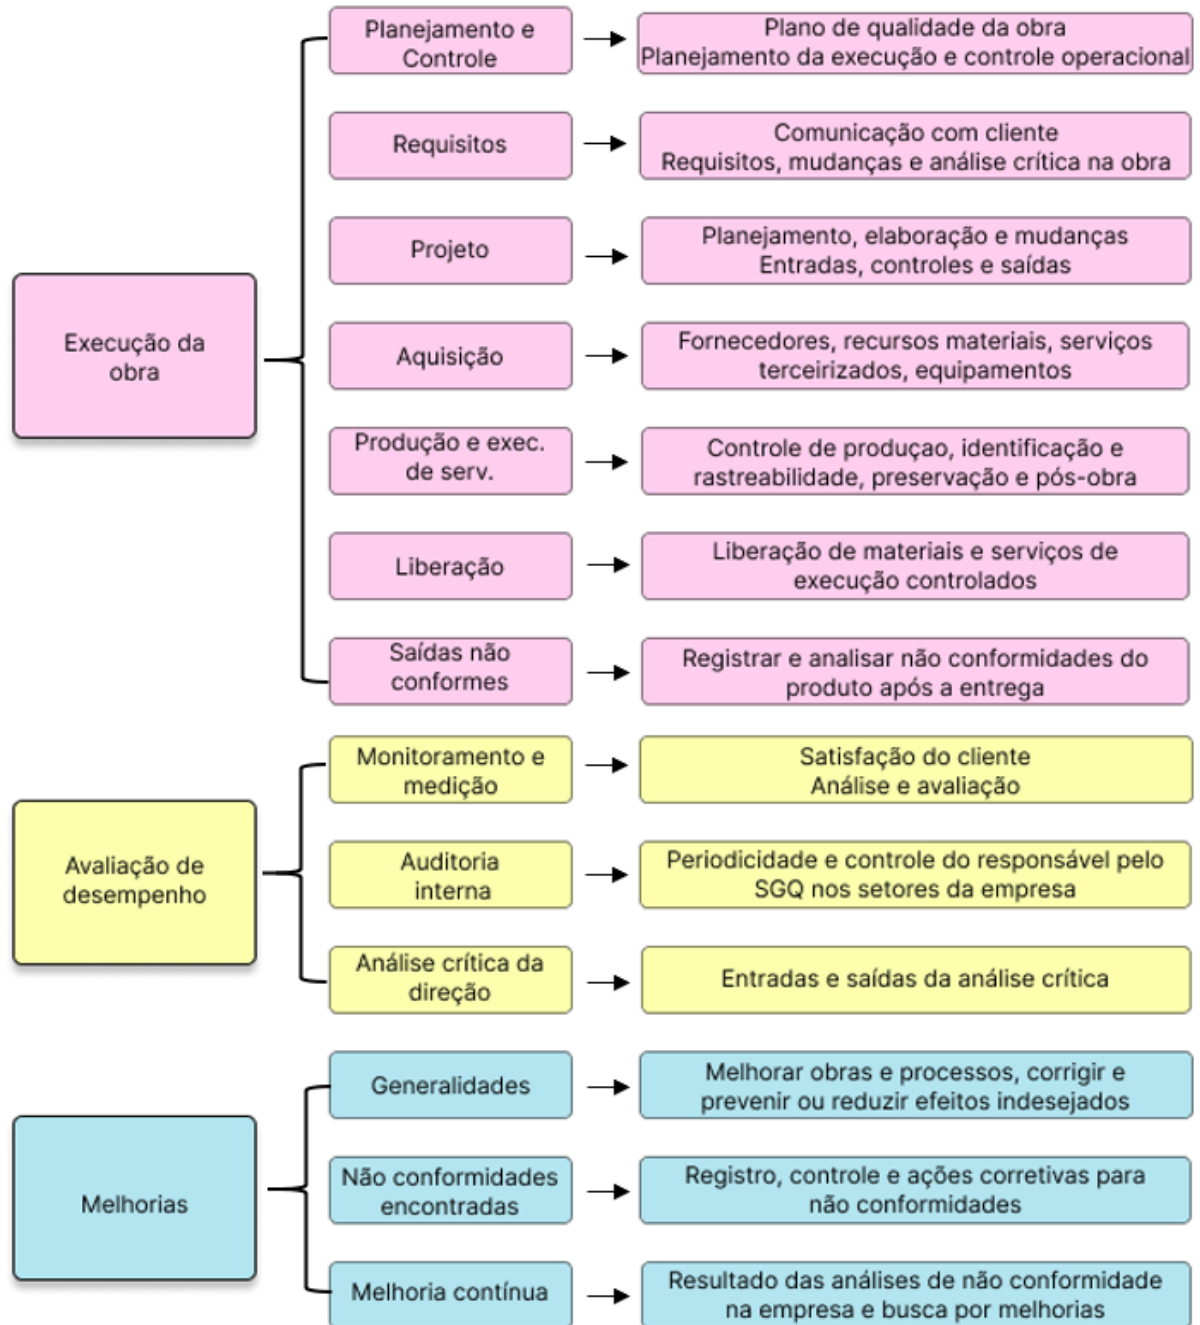 Planejamento e
Controle
Plano de qualidade da obra
Planejamento da execução e controle operacional
Requisitos
Comunicação com cliente
Requisitos, mudanças e análise crítica na obra
Projeto
Planejamento, elaboração e mudanças
Entradas, controles e saídas
Execução da
obra
Aquisição
Fornecedores, recursos materiais, serviços
terceirizados, equipamentos
Produção e exec.
de serv.
Controle de produçao, identificação e
rastreabilidade, preservação e pós-obra
Liberação
Liberação de materiais e serviços de
execução controlados
Saídas não
conformes
Registrar e analisar não conformidades do
produto após a entrega
Monitoramento e
medição
Satisfação do cliente
Análise e avaliação
Avaliação de
desempenho
Auditoria
interna
Periodicidade e controle do responsável pelo
SGQ nos setores da empresa
Análise crítica da
direção
Entradas e saídas da análise crítica
Generalidades
Melhorar obras e processos, corrigir e
prevenir ou reduzir efeitos indesejados
Melhorias
Não conformidades
encontradas
Registro, controle e ações corretivas para
não conformidades
Melhoria contínua
Resultado das análises de não conformidade
na empresa e busca por melhorias